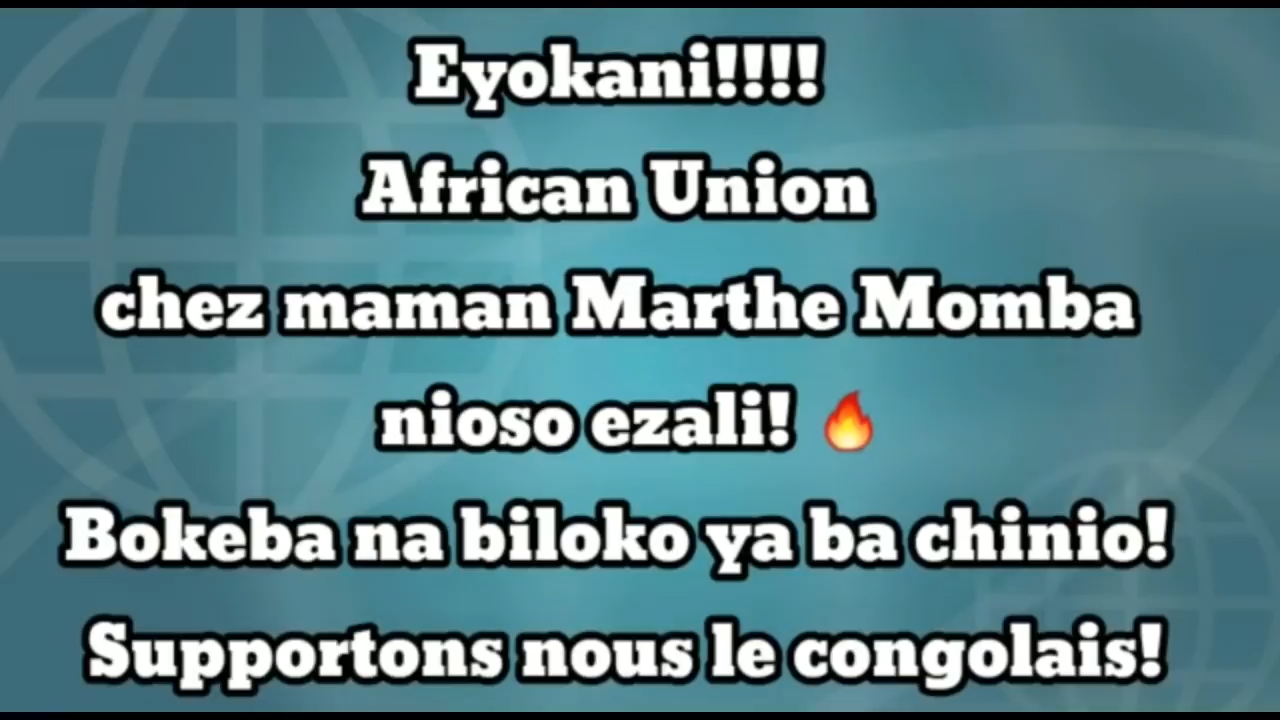 Eyokani!!!!
African Union
chez maman Marthe Momba
nioso ezali! 🔥
Bokeba na biloko ya ba chinio!
Supportons nous le congolais!